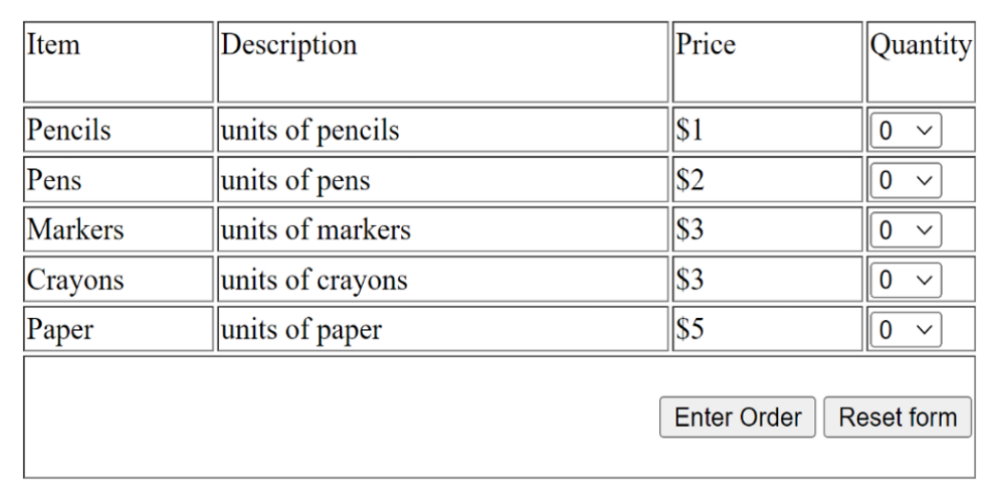 Item Description Price Quantity
Pencils units of pencils $1 0
Pens units of pens $2 0
Markers units of markers $3 0
Crayons units of crayons $3 0
Paper units of paper $5 0
Enter Order Reset form